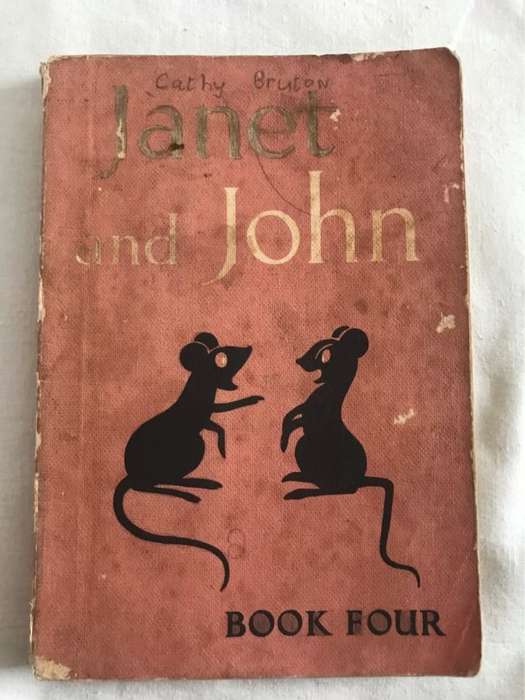 Cathy Bruton
Janet
and John
BOOK FOUR